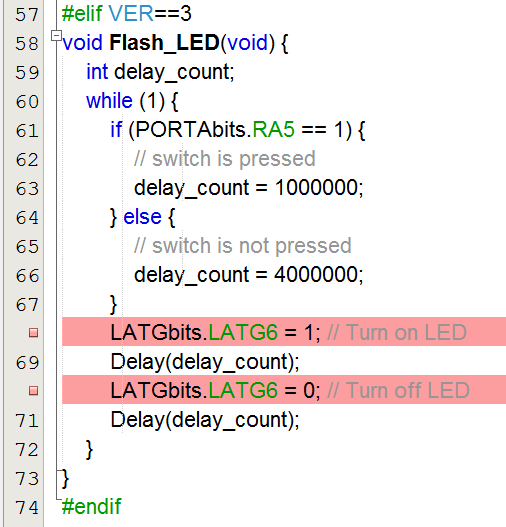 57 #elif VER==3
58 void Flash_LED(void) {
59 int delay_count;
60 while (1) {
61 if (PORTAbits.RA5 == 1) {
62 // switch is pressed
63 delay_count = 1000000;
64 } else {
65 // switch is not pressed
66 delay_count = 4000000;
67 }
LATGbits.LATG6 = 1; // Turn on LED
69 Delay(delay_count);
LATGbits.LATG6 = 0; // Turn off LED
71 Delay(delay_count);
72 }
73 }
74 #endif